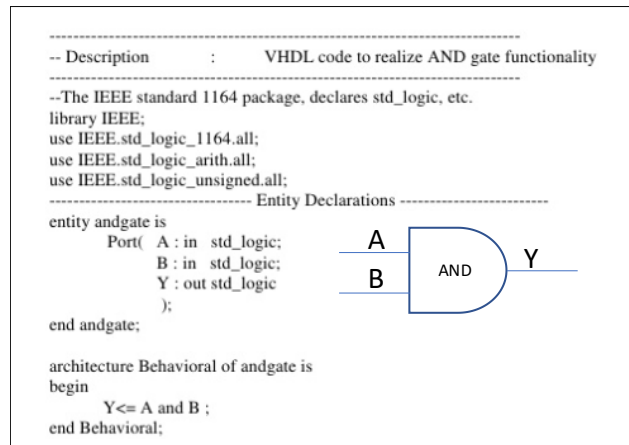 --------------------------------------------------------------------------------
-- Description : VHDL code to realize AND gate functionality
--------------------------------------------------------------------------------
--The IEEE standard 1164 package, declares std_logic, etc.
library IEEE;
use IEEE.std_logic_1164.all;
use IEEE.std_logic_arith.all;
use IEEE.std_logic_unsigned.all;
---------------------------------- Entity Declarations -------------------------
entity andgate is
Port( A : in std_logic;
B : in std_logic;
Y : out std_logic
);
end andgate;
architecture Behavioral of andgate is
begin
Y<= A and B ;
end Behavioral;
A
B
AND
Y